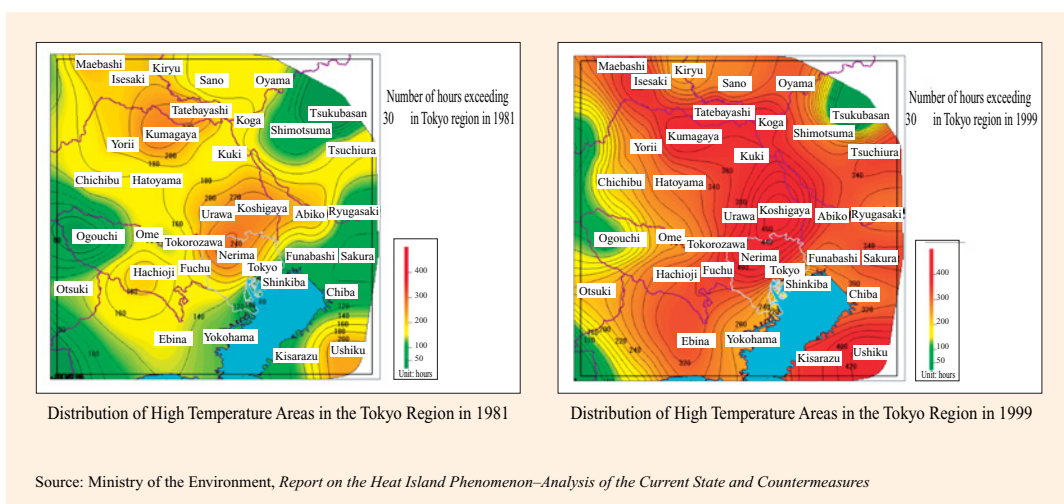 Maebashi
Kiryu
Isesaki
Sano
Oyama
Tatebayashi
Koga
Tsukubasan
Kumagaya
Shimotsuma
Yorii
Kuki
Tsuchiura
Chichibu
Hatoyama
Koshigaya
Urawa
Abiko
Ryugasaki
Ogouchi
Ome
Tokorozawa
Nerima
Funabashi
Sakura
Hachioji
Fuchu
Tokyo
Shinkiba
Otsuki
Chiba
Ebina
Yokohama
Kisarazu
Ushiku
Number of hours exceeding
30 in Tokyo region in 1981
400
300
200
100
50
Unit: hours
Distribution of High Temperature Areas in the Tokyo Region in 1981
Maebashi
Kiryu
Isesaki
Sano
Oyama
Tatebayashi
Koga
Tsukubasan
Kumagaya
Shimotsuma
Yorii
Kuki
Tsuchiura
Chichibu
Hatoyama
Koshigaya
Urawa
Abiko
Ryugasaki
Ogouchi
Ome
Tokorozawa
Nerima
Funabashi
Sakura
Hachioji
Fuchu
Tokyo
Shinkiba
Otsuki
Chiba
Ebina
Yokohama
Kisarazu
Ushiku
Number of hours exceeding
30 in Tokyo region in 1999
400
300
200
100
50
Unit: hours
Distribution of High Temperature Areas in the Tokyo Region in 1999
Source: Ministry of the Environment, Report on the Heat Island Phenomenon–Analysis of the Current State and Countermeasures